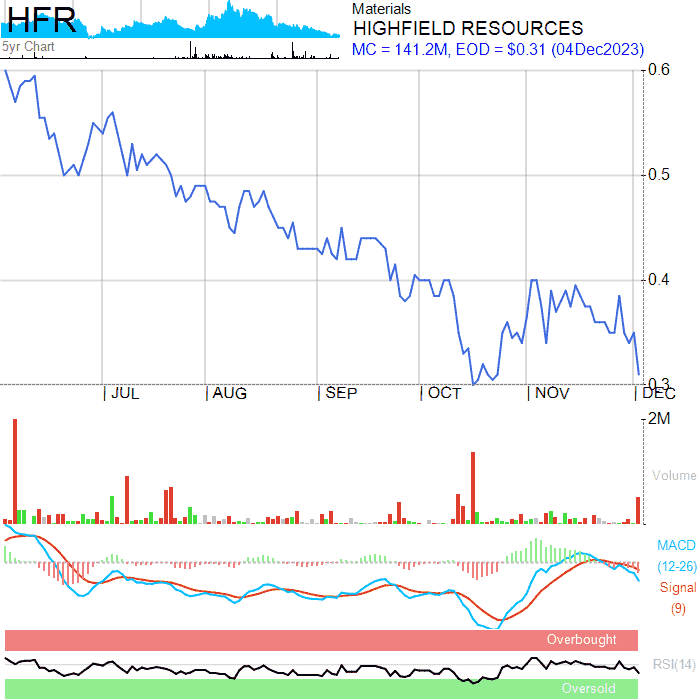 HFR
5yr Chart
Materials
HIGHFIELD RESOURCES
MC = 141.2M, EOD = $0.31 (04Dec2023)
0.6
0.5
0.4
0.3
JUL AUG SEP OCT NOV DEC
2M
Volume
MACD
(12-26)
Signal
(9)
Overbought
RSI(14)
Oversold